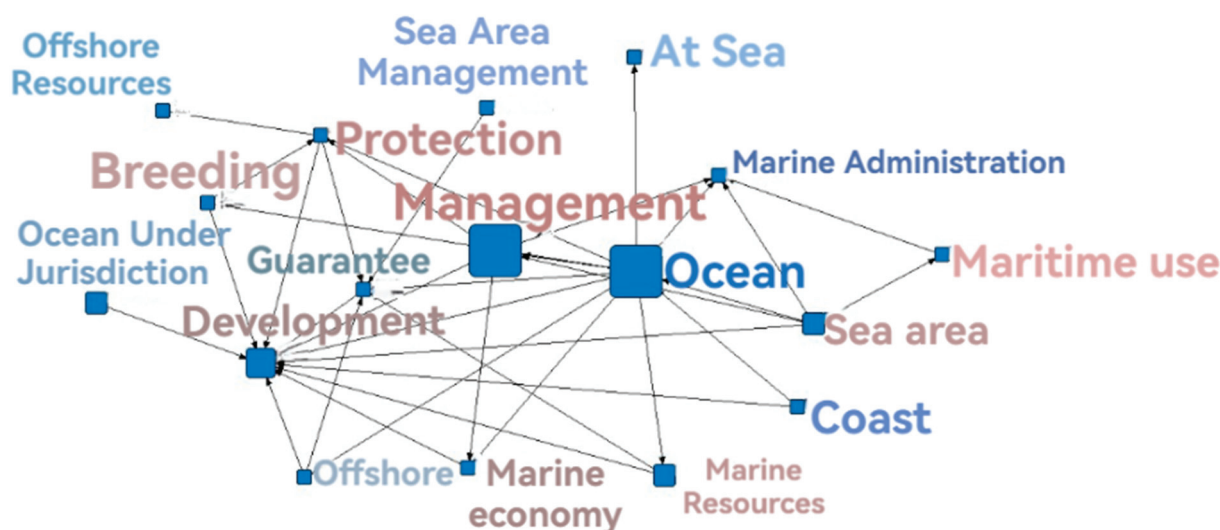 Offshore
Resources
Sea Area
Management
At Sea
Protection
Breeding
Marine Administration
Management
Ocean Under
Jurisdiction
Guarantee
Ocean
Maritime use
Development
Sea area
Coast
Offshore
Marine
economy
Marine
Resources